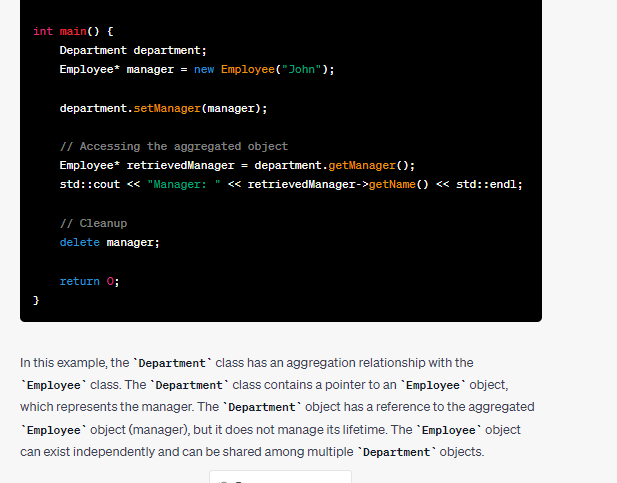 int main() {
    Department department;
    Employee* manager = new Employee("John");
    department.setManager(manager);
    // Accessing the aggregated object
    Employee* retrievedManager = department.getManager();
    std::cout << "Manager: " << retrievedManager->getName() << std::endl;
    // Cleanup
    delete manager;
    return 0;
}
In this example, the `Department` class has an aggregation relationship with the
`Employee` class. The `Department` class contains a pointer to an `Employee` object,
which represents the manager. The `Department` object has a reference to the aggregated
`Employee` object (manager), but it does not manage its lifetime. The `Employee` object
can exist independently and can be shared among multiple `Department` objects.